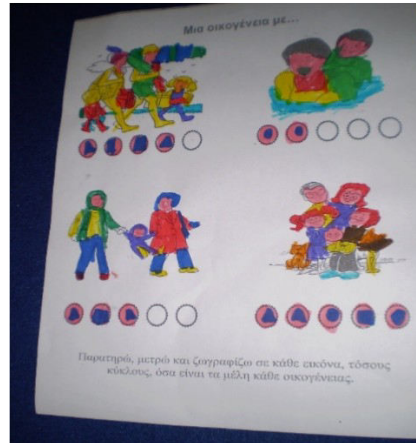 Μια οικογένεια με...
Παρατηρώ, μετρώ και ζωγραφίζω σε κάθε εικόνα, τόσους
κύκλους, όσα είναι τα μέλη κάθε οικογένειας.